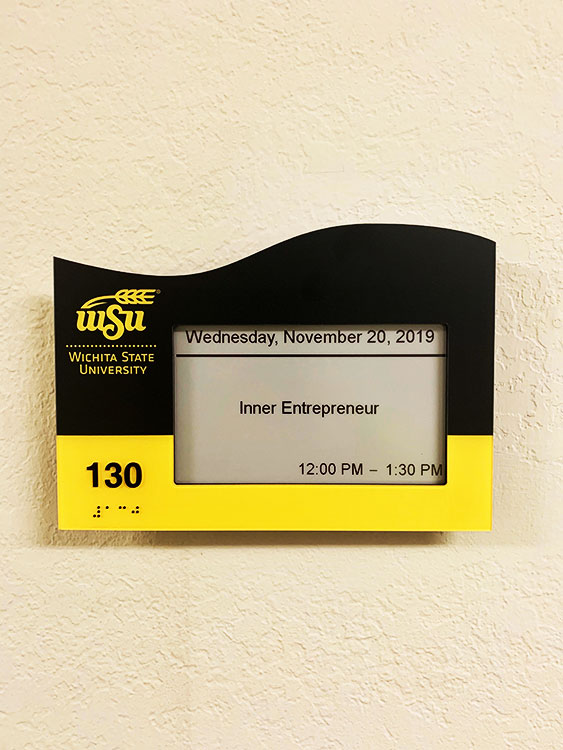 wsu
WICHITA STATE
UNIVERSITY
Wednesday, November 20, 2019
Inner Entrepreneur
12:00 PM – 1:30 PM
130
⠼⠁⠉⠚